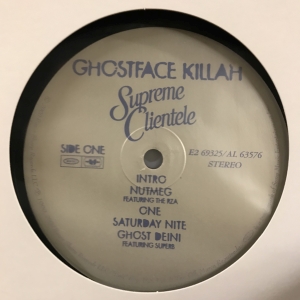 GHOSTFACE KILLAH
Supreme
Clientele
SIDE ONE
E2 69325/AL 63576
STEREO
INTRO
NUTMEG
FEATURING THE RZA
ONE
SATURDAY NITE
GHOST DEINI
FEATURING SUPERB